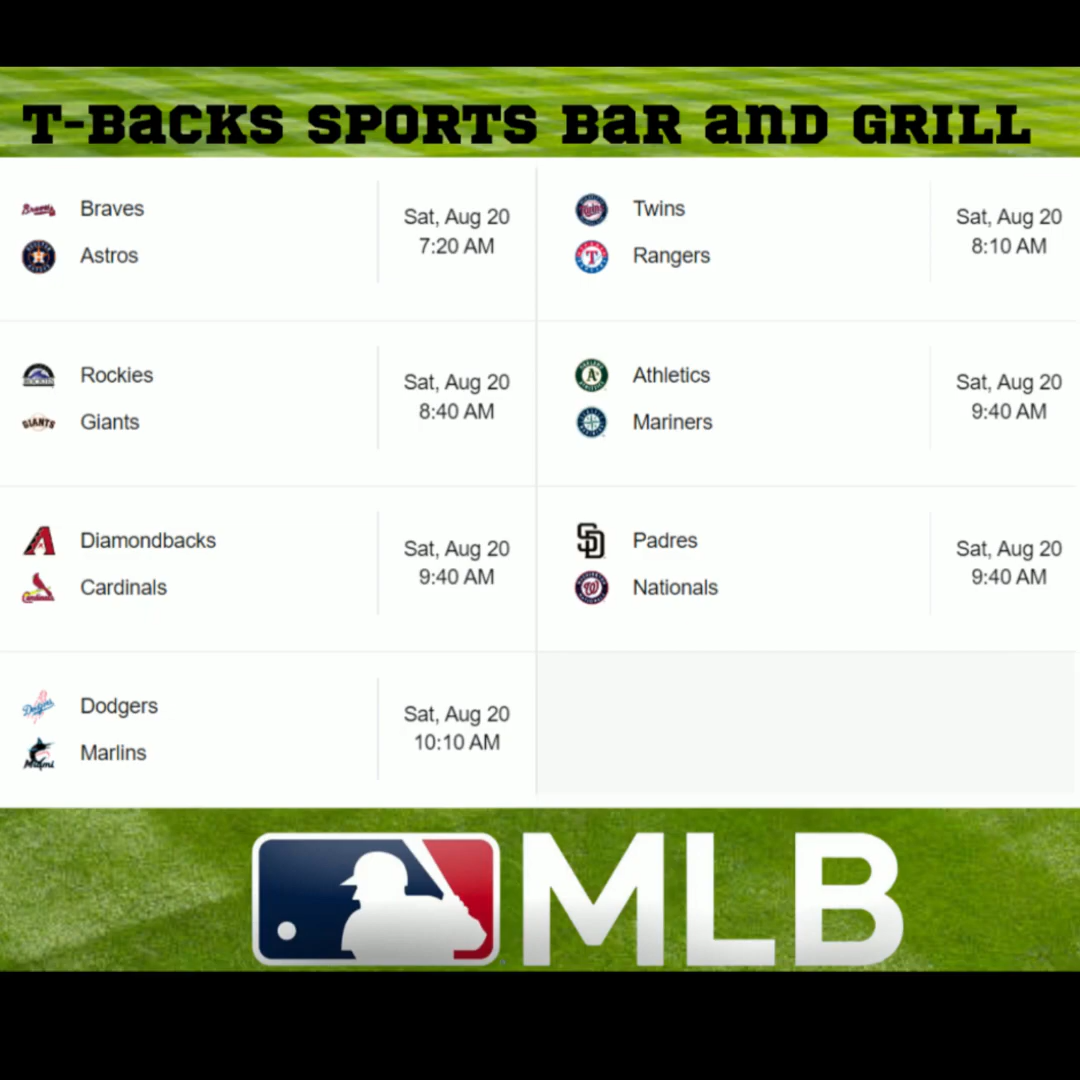 T-BACKS SPORTS BAR AND GRILL
Braves
Astros
Sat, Aug 20
7:20 AM
Twins
Rangers
Sat, Aug 20
8:10 AM
Rockies
Giants
Sat, Aug 20
8:40 AM
Athletics
Mariners
Sat, Aug 20
9:40 AM
Diamondbacks
Cardinals
Sat, Aug 20
9:40 AM
Padres
Nationals
Sat, Aug 20
9:40 AM
Dodgers
Marlins
Sat, Aug 20
10:10 AM
MLB